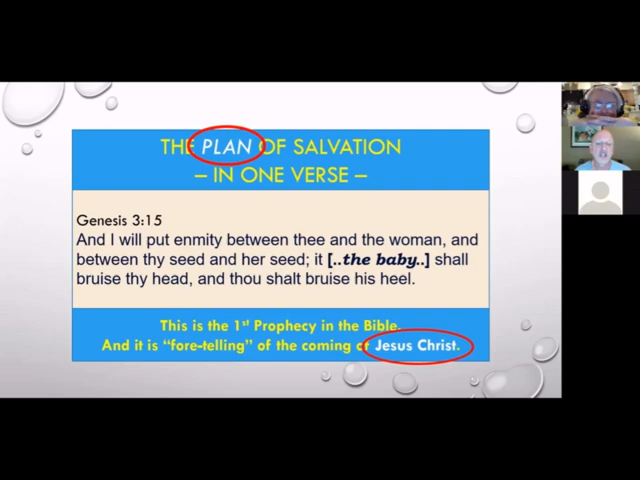 THE PLAN OF SALVATION
– IN ONE VERSE –
Genesis 3:15
And I will put enmity between thee and the woman, and
between thy seed and her seed; it [..the baby..] shall
bruise thy head, and thou shalt bruise his heel.
This is the 1st Prophecy in the Bible.
And it is “fore-telling” of the coming of Jesus Christ.